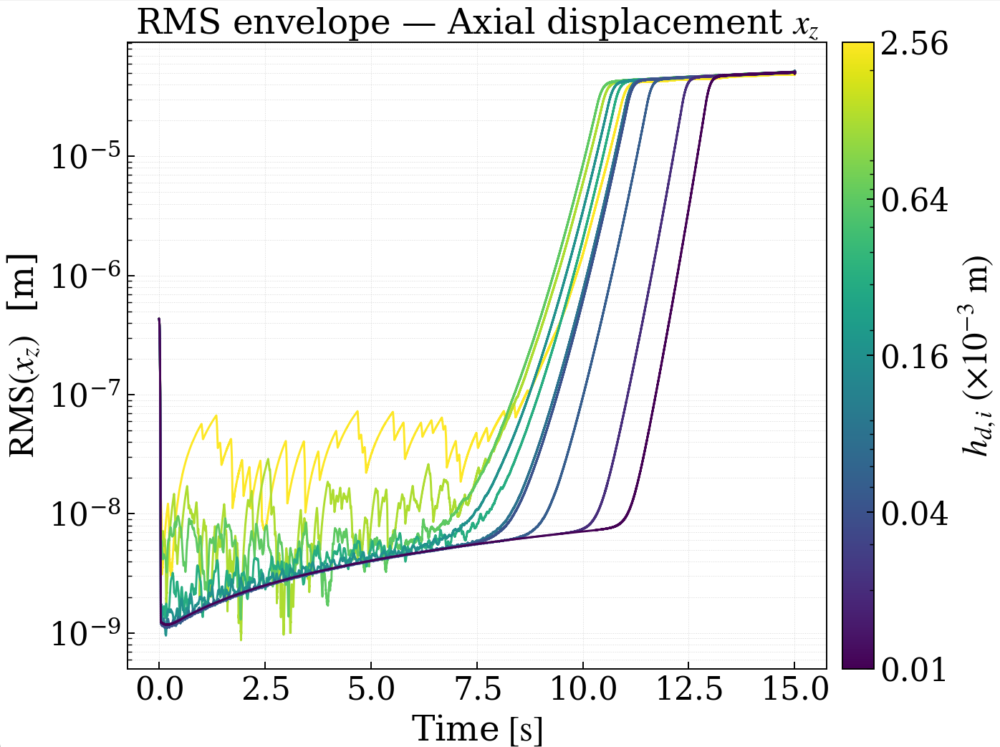 RMS envelope — Axial displacement x_z
RMS(x_z) [m]
10⁻⁵
10⁻⁶
10⁻⁷
10⁻⁸
10⁻⁹
0.0 2.5 5.0 7.5 10.0 12.5 15.0
Time [s]
2.56
0.64
0.16
0.04
0.01
h_{d,i} (×10⁻³ m)